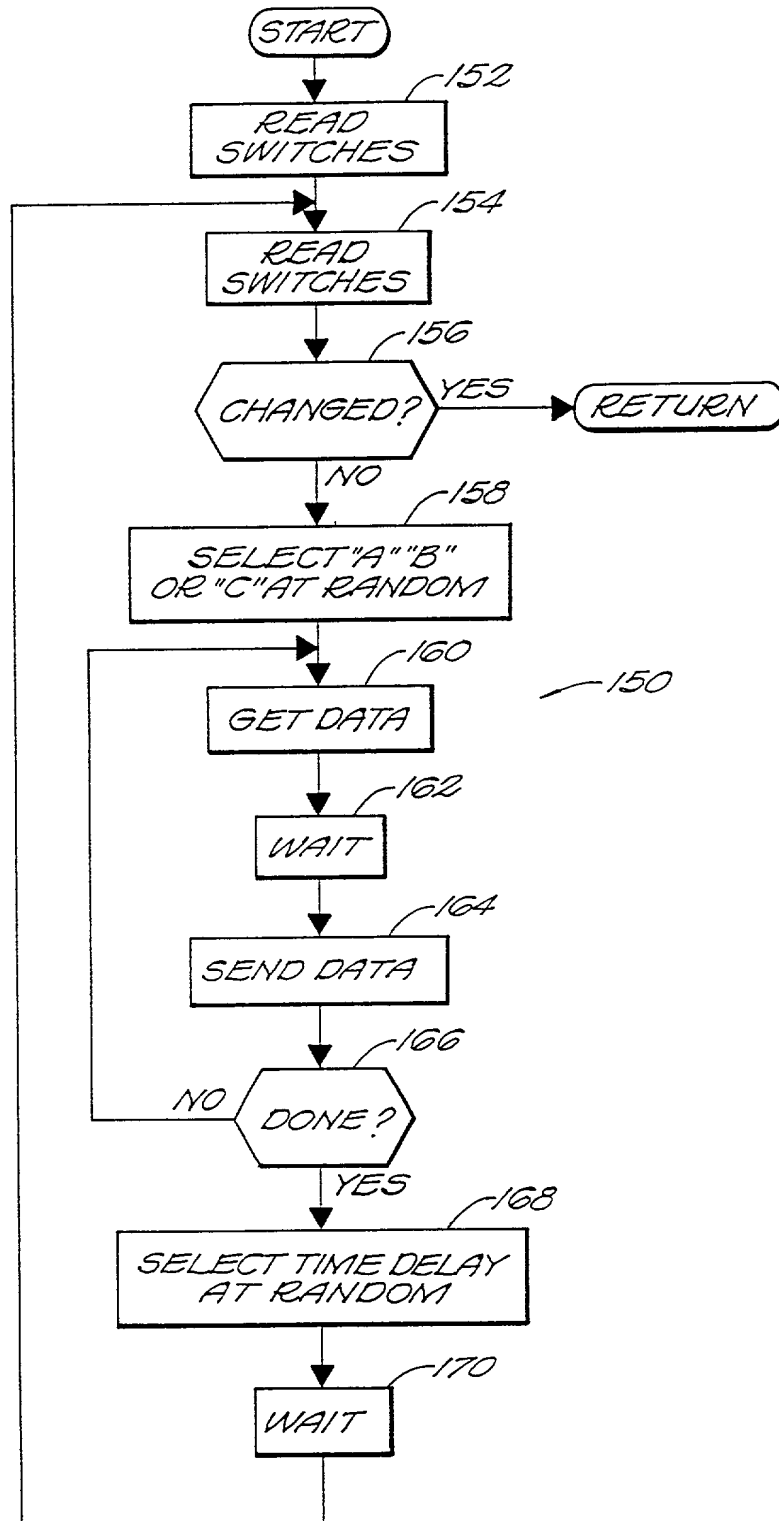 START
152
READ
SWITCHES
154
READ
SWITCHES
156
CHANGED?
YES
RETURN
NO
158
SELECT "A" "B"
OR "C" AT RANDOM
160
GET DATA
150
162
WAIT
164
SEND DATA
166
NO
DONE?
YES
168
SELECT TIME DELAY
AT RANDOM
170
WAIT